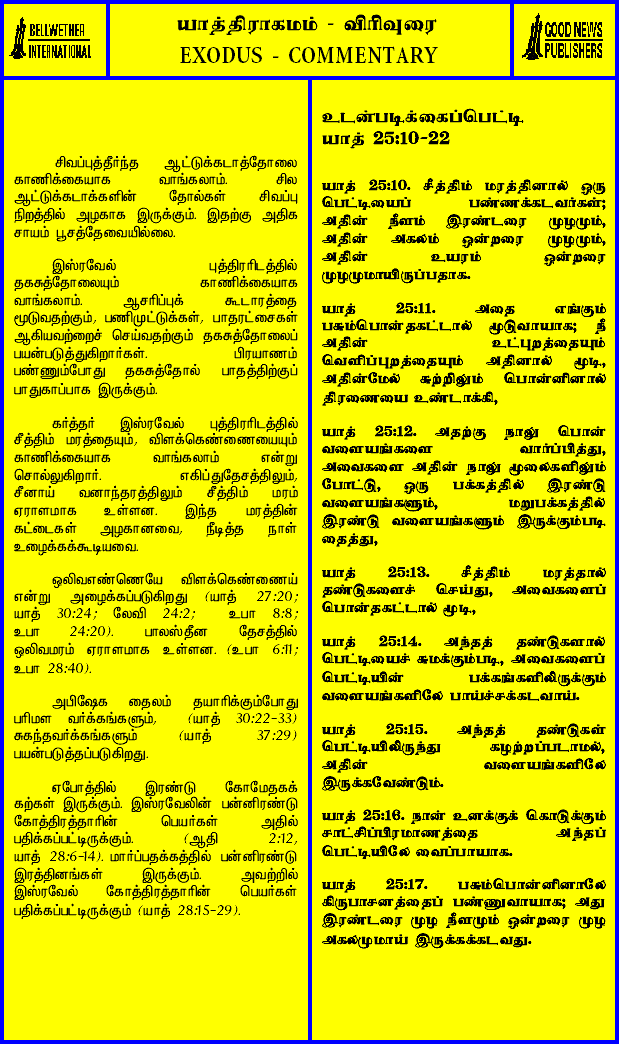 BELLWETHER
INTERNATIONAL
யாத்திராகமம் - விரிவுரை
EXODUS - COMMENTARY
GOOD NEWS
PUBLISHERS
சிவப்புத்தீர்ந்த ஆட்டுக்கடாத்தோலை
காணிக்கையாக வாங்கலாம். சில
ஆட்டுக்கடாக்களின் தோல்கள் சிவப்பு
நிறத்தில் அழகாக இருக்கும். இதற்கு அதிக
சாயம் பூசத்தேவையில்லை.
இஸ்ரவேல் புத்திரரிடத்தில்
தகசுத்தோலையும் காணிக்கையாக
வாங்கலாம். ஆசரிப்புக் கூடாரத்தை
மூடுவதற்கும், பணிமுட்டுக்கள், பாதரட்சைகள்
ஆகியவற்றைச் செய்வதற்கும் தகசுத்தோலைப்
பயன்படுத்துகிறார்கள். பிரயாணம்
பண்ணும்போது தகசுத்தோல் பாதத்திற்குப்
பாதுகாப்பாக இருக்கும்.
கர்த்தர் இஸ்ரவேல் புத்திரரிடத்தில்
சீத்திம் மரத்தையும், விளக்கெண்ணையையும்
காணிக்கையாக வாங்கலாம் என்று
சொல்லுகிறார். எகிப்துதேசத்திலும்,
சீனாய் வனாந்தரத்திலும் சீத்திம் மரம்
ஏராளமாக உள்ளன. இந்த மரத்தின்
கட்டைகள் அழகானவை, நீடித்த நாள்
உழைக்கக்கூடியவை.
ஒலிவஎண்ணெயே விளக்கெண்ணைய்
என்று அழைக்கப்படுகிறது (யாத் 27:20;
யாத் 30:24; லேவி 24:2; உபா 8:8;
உபா 24:20). பாலஸ்தீன தேசத்தில்
ஒலிவமரம் ஏராளமாக உள்ளன. (உபா 6:11;
உபா 28:40).
அபிஷேக தைலம் தயாரிக்கும்போது
பரிமள வர்க்கங்களும், (யாத் 30:22-33)
சுகந்தவர்க்கங்களும் (யாத் 37:29)
பயன்படுத்தப்படுகிறது.
ஏபோத்தில் இரண்டு கோமேதகக்
கற்கள் இருக்கும். இஸ்ரவேலின் பன்னிரண்டு
கோத்திரத்தாரின் பெயர்கள் அதில்
பதிக்கப்பட்டிருக்கும். (ஆதி 2:12,
யாத் 28:6-14). மார்ப்பதக்கத்தில் பன்னிரண்டு
இரத்தினங்கள் இருக்கும். அவற்றில்
இஸ்ரவேல் கோத்திரத்தாரின் பெயர்கள்
பதிக்கப்பட்டிருக்கும் (யாத் 28:15-29).
உடன்படிக்கைப்பெட்டி
யாத் 25:10-22
யாத் 25:10. சீத்திம் மரத்தினால் ஒரு
பெட்டியைப் பண்ணக்கடவர்கள்;
அதின் நீளம் இரண்டரை முழமும்,
அதின் அகலம் ஒன்றரை முழமும்,
அதின் உயரம் ஒன்றரை
முழமுமாயிருப்பதாக.
யாத் 25:11. அதை எங்கும்
பசும்பொன்தகட்டால் மூடுவாயாக; நீ
அதின் உட்புறத்தையும்
வெளிப்புறத்தையும் அதினால் மூடி,
அதின்மேல் சுற்றிலும் பொன்னினால்
திரணையை உண்டாக்கி,
யாத் 25:12. அதற்கு நாலு பொன்
வளையங்களை வார்ப்பித்து,
அவைகளை அதின் நாலு மூலைகளிலும்
போட்டு, ஒரு பக்கத்தில் இரண்டு
வளையங்களும், மறுபக்கத்தில்
இரண்டு வளையங்களும் இருக்கும்படி
தைத்து,
யாத் 25:13. சீத்திம் மரத்தால்
தண்டுகளைச் செய்து, அவைகளைப்
பொன்தகட்டால் மூடி,
யாத் 25:14. அந்தத் தண்டுகளால்
பெட்டியைச் சுமக்கும்படி, அவைகளைப்
பெட்டியின் பக்கங்களிலிருக்கும்
வளையங்களிலே பாய்ச்சக்கடவாய்.
யாத் 25:15. அந்தத் தண்டுகள்
பெட்டியிலிருந்து கழற்றப்படாமல்,
அதின் வளையங்களிலே
இருக்கவேண்டும்.
யாத் 25:16. நான் உனக்குக் கொடுக்கும்
சாட்சிப்பிரமாணத்தை அந்தப்
பெட்டியிலே வைப்பாயாக.
யாத் 25:17. பசும்பொன்னினாலே
கிருபாசனத்தைப் பண்ணுவாயாக; அது
இரண்டரை முழ நீளமும் ஒன்றரை முழ
அகலமுமாய் இருக்கக்கடவது.